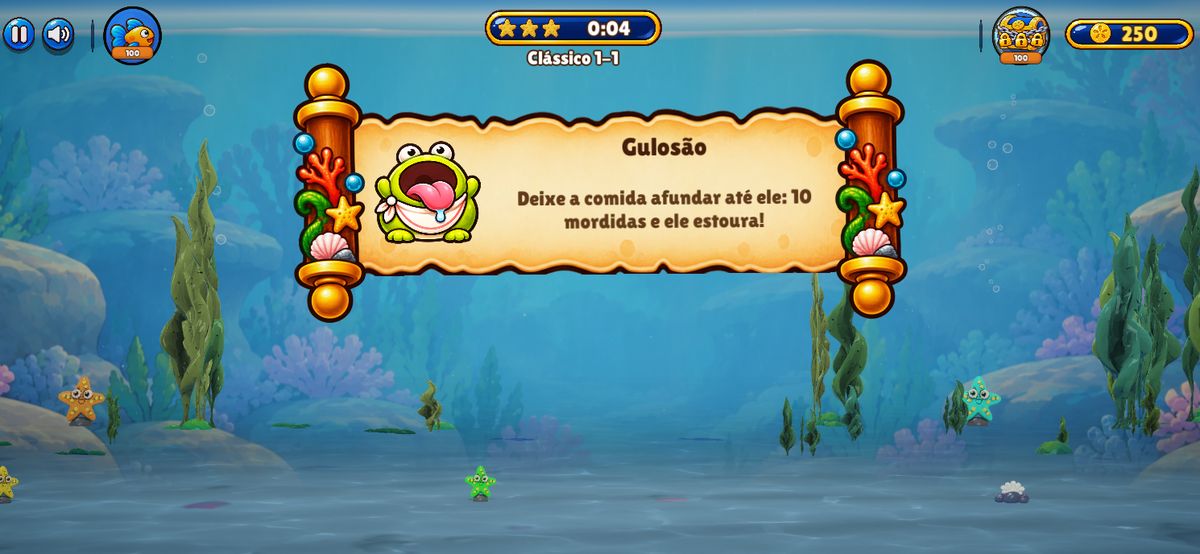 100
0:04
Clássico 1-1
100
250
Gulosão
Deixe a comida afundar até ele: 10
mordidas e ele estoura!